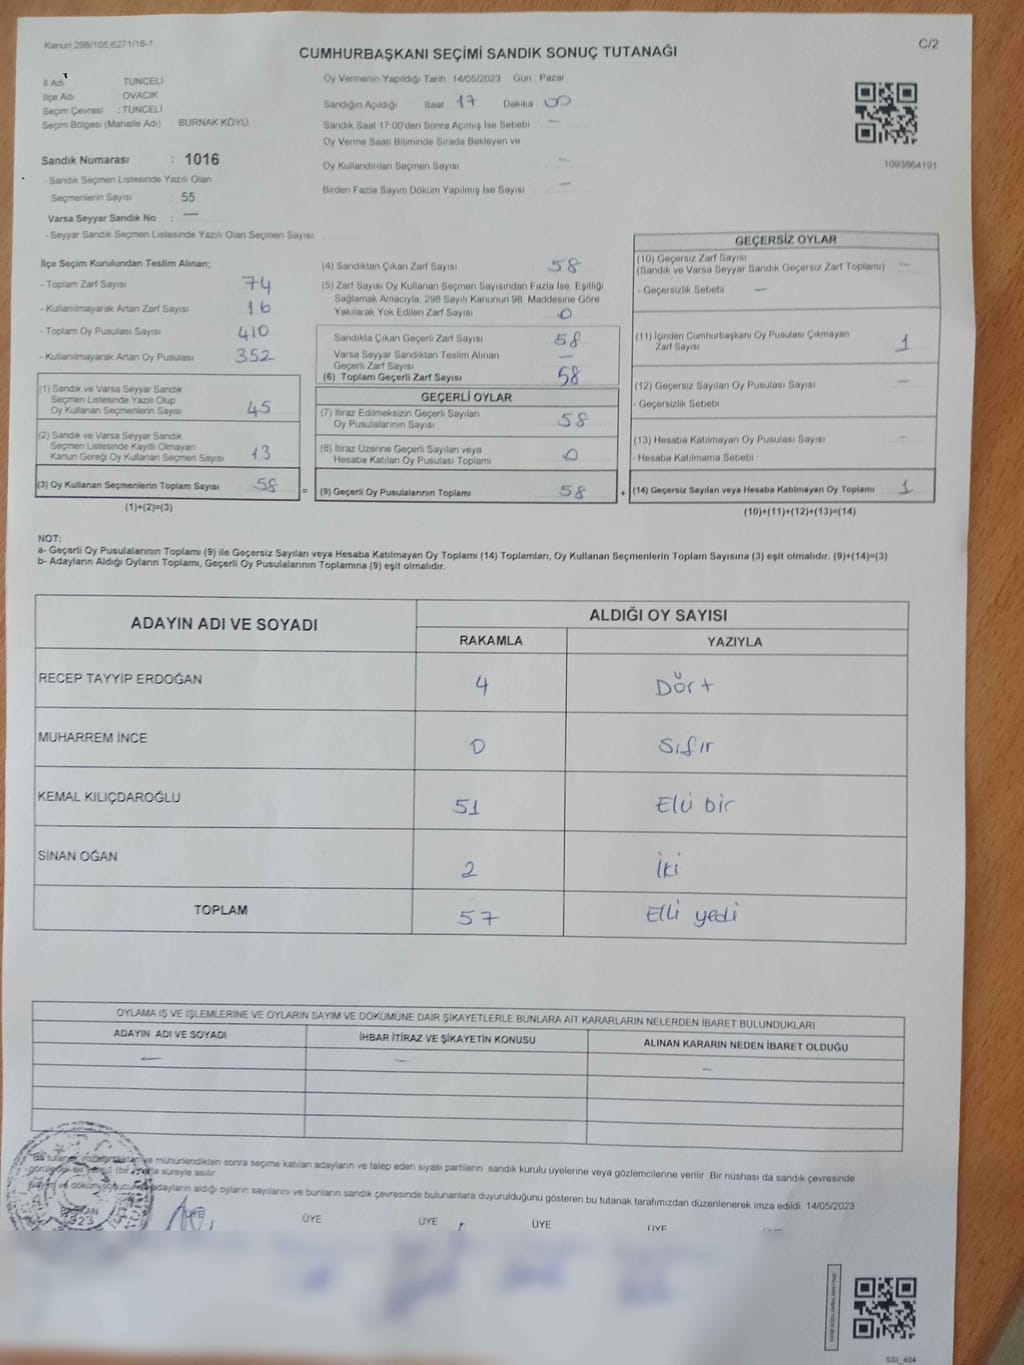 Kanun:298/105,6271/18-1
C/2
CUMHURBAŞKANI SEÇİMİ SANDIK SONUÇ TUTANAĞI
İl Adı TUNCELİ
İlçe Adı OVACIK
Seçim Çevresi : TUNCELİ
Seçim Bölgesi (Mahalle Adı) BURNAK KÖYÜ
Sandık Numarası : 1016
- Sandık Seçmen Listesinde Yazılı Olan
Seçmenlerin Sayısı : 55
Varsa Seyyar Sandık No : —
- Seyyar Sandık Seçmen Listesinde Yazılı Olan Seçmen Sayısı:
Oy Vermenin Yapıldığı Tarih : 14/05/2023 Gün : Pazar
Sandığın Açıldığı Saat 17 Dakika 00
Sandık Saat 17:00'den Sonra Açımış İse Sebebi —
Oy Verme Saati Bitiminde Sırada Bekleyen ve
Oy Kullandırılan Seçmen Sayısı —
Birden Fazla Sayım Döküm Yapılmış İse Sayısı —
1093864191
İlçe Seçim Kurulundan Teslim Alınan;
- Toplam Zarf Sayısı 74
- Kullanılmayarak Artan Zarf Sayısı 16
- Toplam Oy Pusulası Sayısı 410
- Kullanılmayarak Artan Oy Pusulası 352
(1) Sandık ve Varsa Seyyar Sandık
Seçmen Listesinde Yazılı Olup
Oy Kullanan Seçmenlerin Sayısı 45
(2) Sandık ve Varsa Seyyar Sandık
Seçmen Listesinde Kayıtlı Olmayan
Kanun Gereği Oy Kullanan Seçmen Sayısı 13
(3) Oy Kullanan Seçmenlerin Toplam Sayısı 58
(1)+(2)=(3)
(4) Sandıktan Çıkan Zarf Sayısı 58
(5) Zarf Sayısı Oy Kullanan Seçmen Sayısından Fazla İse, Eşitliği
Sağlamak Amacıyla, 298 Sayılı Kanunun 98. Maddesine Göre
Yakılarak Yok Edilen Zarf Sayısı 0
Sandıkla Çıkan Geçerli Zarf Sayısı 58
Varsa Seyyar Sandıktan Teslim Alınan
Geçerli Zarf Sayısı —
(6) Toplam Geçerli Zarf Sayısı 58
GEÇERLİ OYLAR
(7) İtiraz Edilmeksizin Geçerli Sayılan
Oy Pusulalarının Sayısı 58
(8) İtiraz Üzerine Geçerli Sayılan veya
Hesaba Katılan Oy Pusulası Toplamı 0
= (9) Geçerli Oy Pusulalarının Toplamı 58 +
GEÇERSİZ OYLAR
(10) Geçersiz Zarf Sayısı
(Sandık ve Varsa Seyyar Sandık Geçersiz Zarf Toplamı) —
- Geçersizlik Sebebi —
(11) İçinden Cumhurbaşkanı Oy Pusulası Çıkmayan
Zarf Sayısı 1
(12) Geçersiz Sayılan Oy Pusulası Sayısı —
- Geçersizlik Sebebi
(13) Hesaba Katılmayan Oy Pusulası Sayısı —
- Hesaba Katılmama Sebebi :
(14) Geçersiz Sayılan veya Hesaba Katılmayan Oy Toplamı : 1
(10)+(11)+(12)+(13)=(14)
NOT:
a- Geçerli Oy Pusulalarının Toplamı (9) ile Geçersiz Sayılan veya Hesaba Katılmayan Oy Toplamı (14) Toplamları, Oy Kullanan Seçmenlerin Toplam Sayısına (3) eşit olmalıdır. (9)+(14)=(3)
b- Adayların Aldığı Oyların Toplamı, Geçerli Oy Pusulalarının Toplamına (9) eşit olmalıdır.
ADAYIN ADI VE SOYADI ALDIĞI OY SAYISI
RAKAMLA YAZIYLA
RECEP TAYYİP ERDOĞAN 4 Dört
MUHARREM İNCE 0 Sıfır
KEMAL KILIÇDAROĞLU 51 Elli bir
SİNAN OĞAN 2 İki
TOPLAM 57 Elli yedi
OYLAMA İŞ VE İŞLEMLERİNE VE OYLARIN SAYIM VE DÖKÜMÜNE DAİR ŞİKAYETLERLE BUNLARA AİT KARARLARIN NELERDEN İBARET BULUNDUKLARI
ADAYIN ADI VE SOYADI İHBAR İTİRAZ VE ŞİKAYETİN KONUSU ALINAN KARARIN NEDEN İBARET OLDUĞU
— — —
Bu tutanak ve mühürlendikten sonra seçime katılan adayların ve talep eden siyasi partilerin sandık kurulu üyelerine veya gözlemcilerine verilir. Bir nüshası da sandık çevresinde
(bir süreyle asılır.
adayların aldığı oyların sayılarını ve bunların sandık çevresinde bulunanlara duyurulduğunu gösteren bu tutanak tarafımızdan düzenlenerek imza edildi. 14/05/2023
BAŞKAN ÜYE ÜYE ÜYE ÜYE ÜYE
SSİ_404